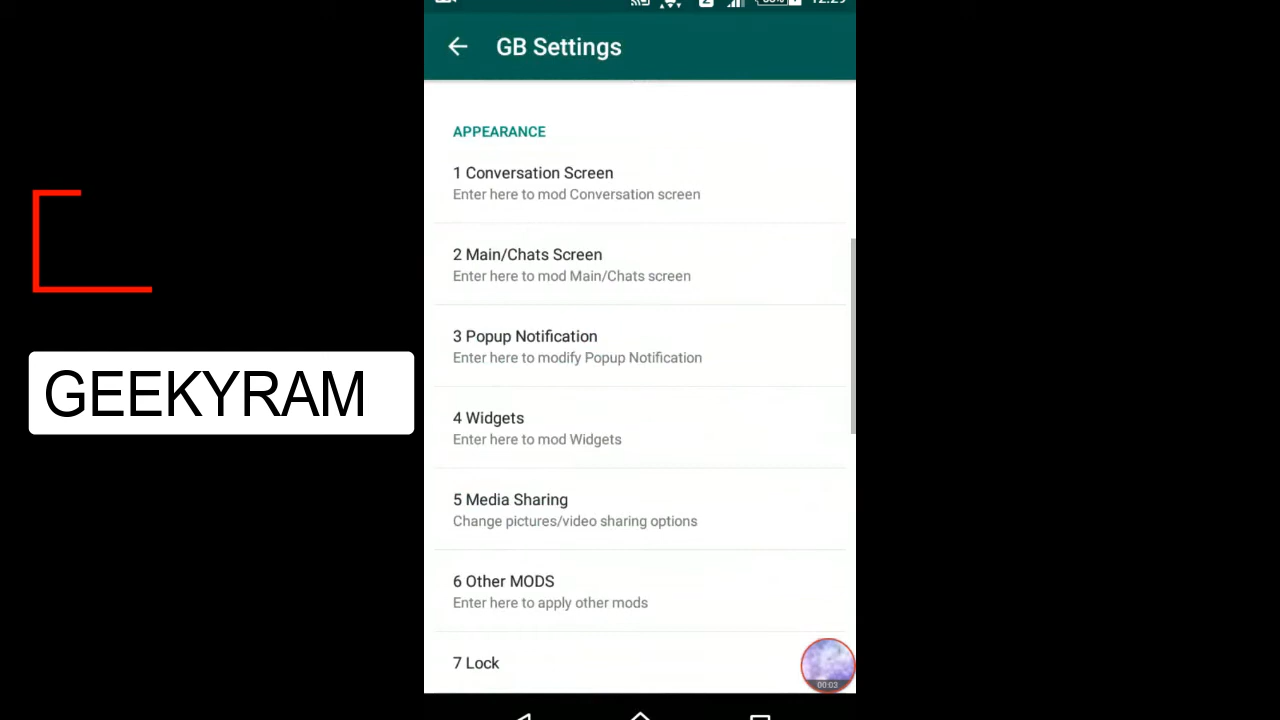 GB Settings
APPEARANCE
1 Conversation Screen
Enter here to mod Conversation screen
2 Main/Chats Screen
Enter here to mod Main/Chats screen
3 Popup Notification
Enter here to modify Popup Notification
4 Widgets
Enter here to mod Widgets
5 Media Sharing
Change pictures/video sharing options
6 Other MODS
Enter here to apply other mods
7 Lock
00:03
GEEKYRAM